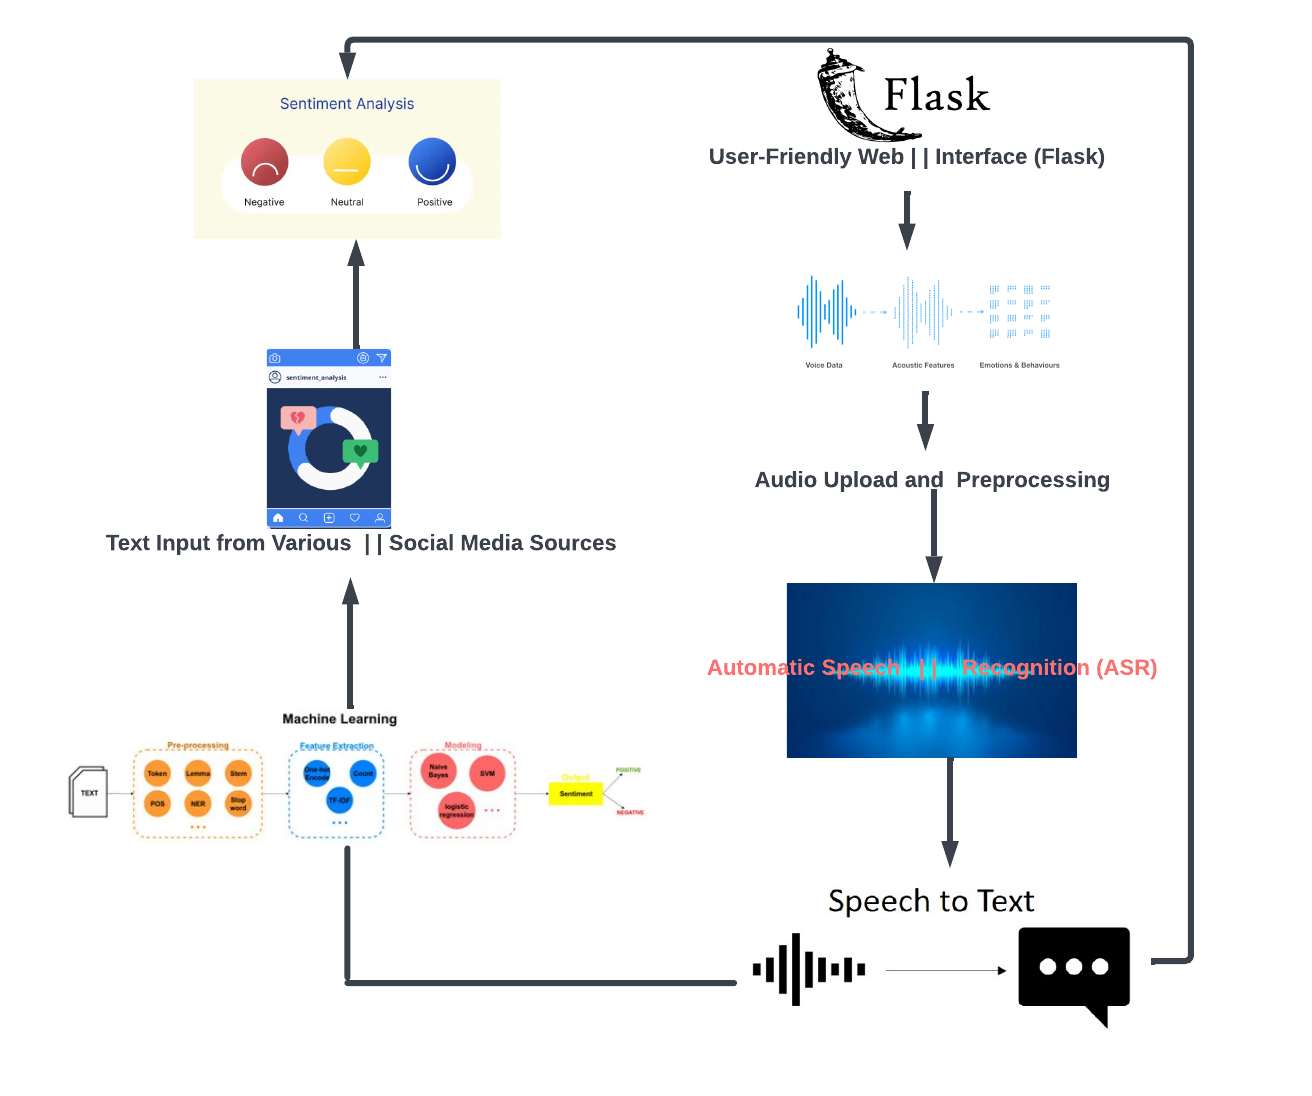 Flask
User-Friendly Web | | Interface (Flask)
Sentiment Analysis
Negative Neutral Positive
Voice Data Acoustic Features Emotions & Behaviours
sentiment_analysis
Audio Upload and Preprocessing
Text Input from Various | | Social Media Sources
Automatic Speech | | Recognition (ASR)
Machine Learning
Pre-processing Feature Extraction Modeling
Token Lemma Stem
POS NER Stop word
One-hot Encode Count
TF-IDF
Naive Bayes SVM
logistic regression
TEXT
Output
Sentiment
POSITIVE
NEGATIVE
Speech to Text